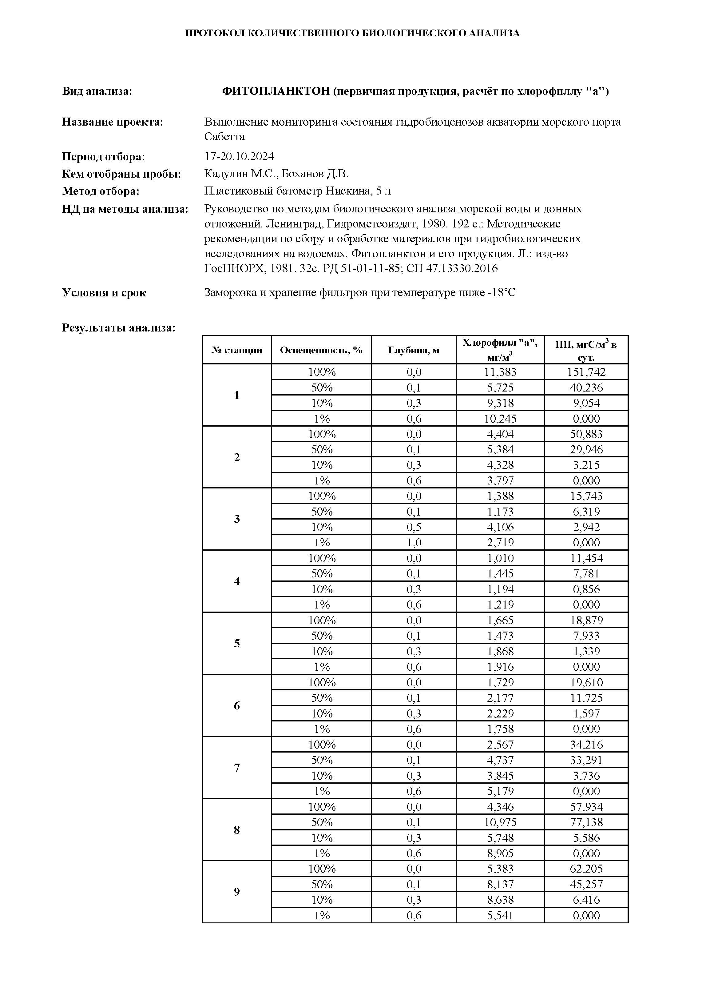 ПРОТОКОЛ КОЛИЧЕСТВЕННОГО БИОЛОГИЧЕСКОГО АНАЛИЗА
Вид анализа: ФИТОПЛАНКТОН (первичная продукция, расчёт по хлорофиллу "а")
Название проекта: Выполнение мониторинга состояния гидробиоценозов акватории морского порта
Сабетта
Период отбора: 17-20.10.2024
Кем отобраны пробы: Кадулин М.С., Боханов Д.В.
Метод отбора: Пластиковый батометр Нискина, 5 л
НД на методы анализа: Руководство по методам биологического анализа морской воды и донных
отложений. Ленинград, Гидрометеоиздат, 1980. 192 с.; Методические
рекомендации по сбору и обработке материалов при гидробиологических
исследованиях на водоемах. Фитопланктон и его продукция. Л.: изд-во
ГосНИОРХ, 1981. 32с. РД 51-01-11-85; СП 47.13330.2016
Условия и срок Заморозка и хранение фильтров при температуре ниже -18°С
Результаты анализа:
№ станции Освещенность, % Глубина, м Хлорофилл "а", мг/м³ ПП, мгС/м³ в сут.
1
100% 0,0 11,383 151,742
50% 0,1 5,725 40,236
10% 0,3 9,318 9,054
1% 0,6 10,245 0,000
2
100% 0,0 4,404 50,883
50% 0,1 5,384 29,946
10% 0,3 4,328 3,215
1% 0,6 3,797 0,000
3
100% 0,0 1,388 15,743
50% 0,1 1,173 6,319
10% 0,5 4,106 2,942
1% 1,0 2,719 0,000
4
100% 0,0 1,010 11,454
50% 0,1 1,445 7,781
10% 0,3 1,194 0,856
1% 0,6 1,219 0,000
5
100% 0,0 1,665 18,879
50% 0,1 1,473 7,933
10% 0,3 1,868 1,339
1% 0,6 1,916 0,000
6
100% 0,0 1,729 19,610
50% 0,1 2,177 11,725
10% 0,3 2,229 1,597
1% 0,6 1,758 0,000
7
100% 0,0 2,567 34,216
50% 0,1 4,737 33,291
10% 0,3 3,845 3,736
1% 0,6 5,179 0,000
8
100% 0,0 4,346 57,934
50% 0,1 10,975 77,138
10% 0,3 5,748 5,586
1% 0,6 8,905 0,000
9
100% 0,0 5,383 62,205
50% 0,1 8,137 45,257
10% 0,3 8,638 6,416
1% 0,6 5,541 0,000